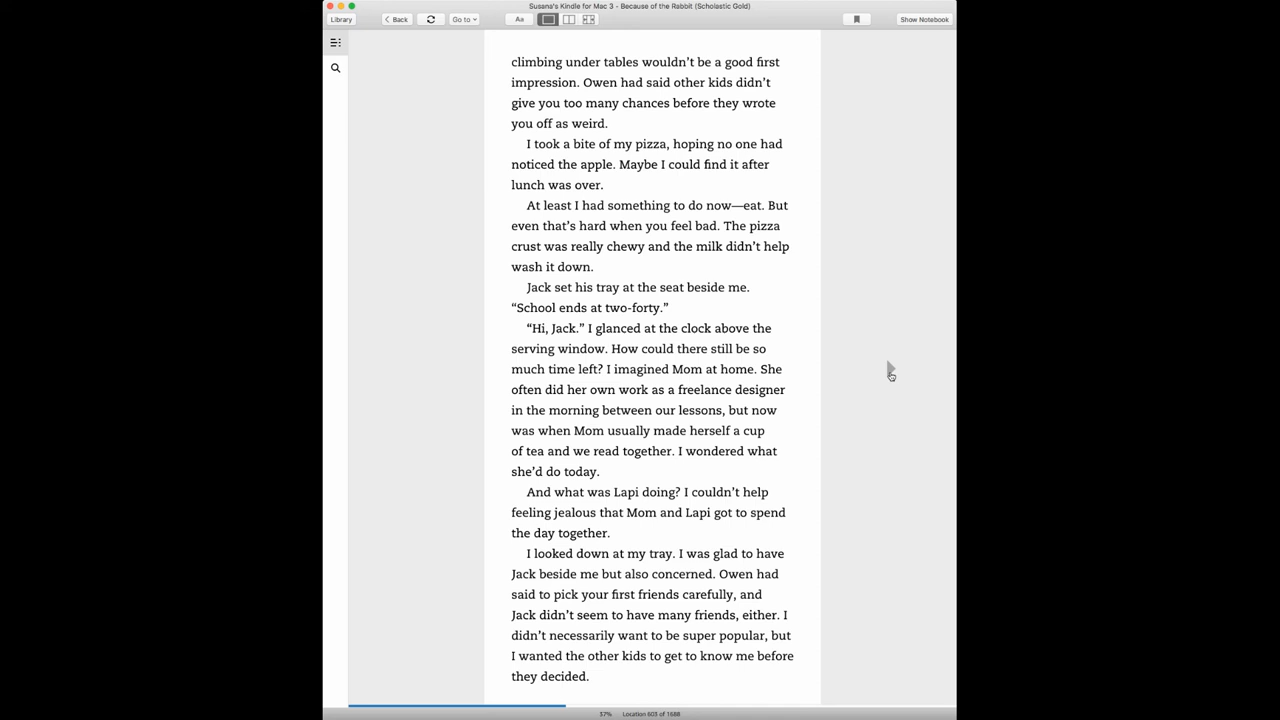 Susana's Kindle for Mac 3 - Because of the Rabbit (Scholastic Gold)
Library
Back
Go to
Aa
Show Notebook
climbing under tables wouldn’t be a good first
impression. Owen had said other kids didn’t
give you too many chances before they wrote
you off as weird.
I took a bite of my pizza, hoping no one had
noticed the apple. Maybe I could find it after
lunch was over.
At least I had something to do now—eat. But
even that’s hard when you feel bad. The pizza
crust was really chewy and the milk didn’t help
wash it down.
Jack set his tray at the seat beside me.
“School ends at two-forty.”
“Hi, Jack.” I glanced at the clock above the
serving window. How could there still be so
much time left? I imagined Mom at home. She
often did her own work as a freelance designer
in the morning between our lessons, but now
was when Mom usually made herself a cup
of tea and we read together. I wondered what
she’d do today.
And what was Lapi doing? I couldn’t help
feeling jealous that Mom and Lapi got to spend
the day together.
I looked down at my tray. I was glad to have
Jack beside me but also concerned. Owen had
said to pick your first friends carefully, and
Jack didn’t seem to have many friends, either. I
didn’t necessarily want to be super popular, but
I wanted the other kids to get to know me before
they decided.
37% Location 603 of 1688